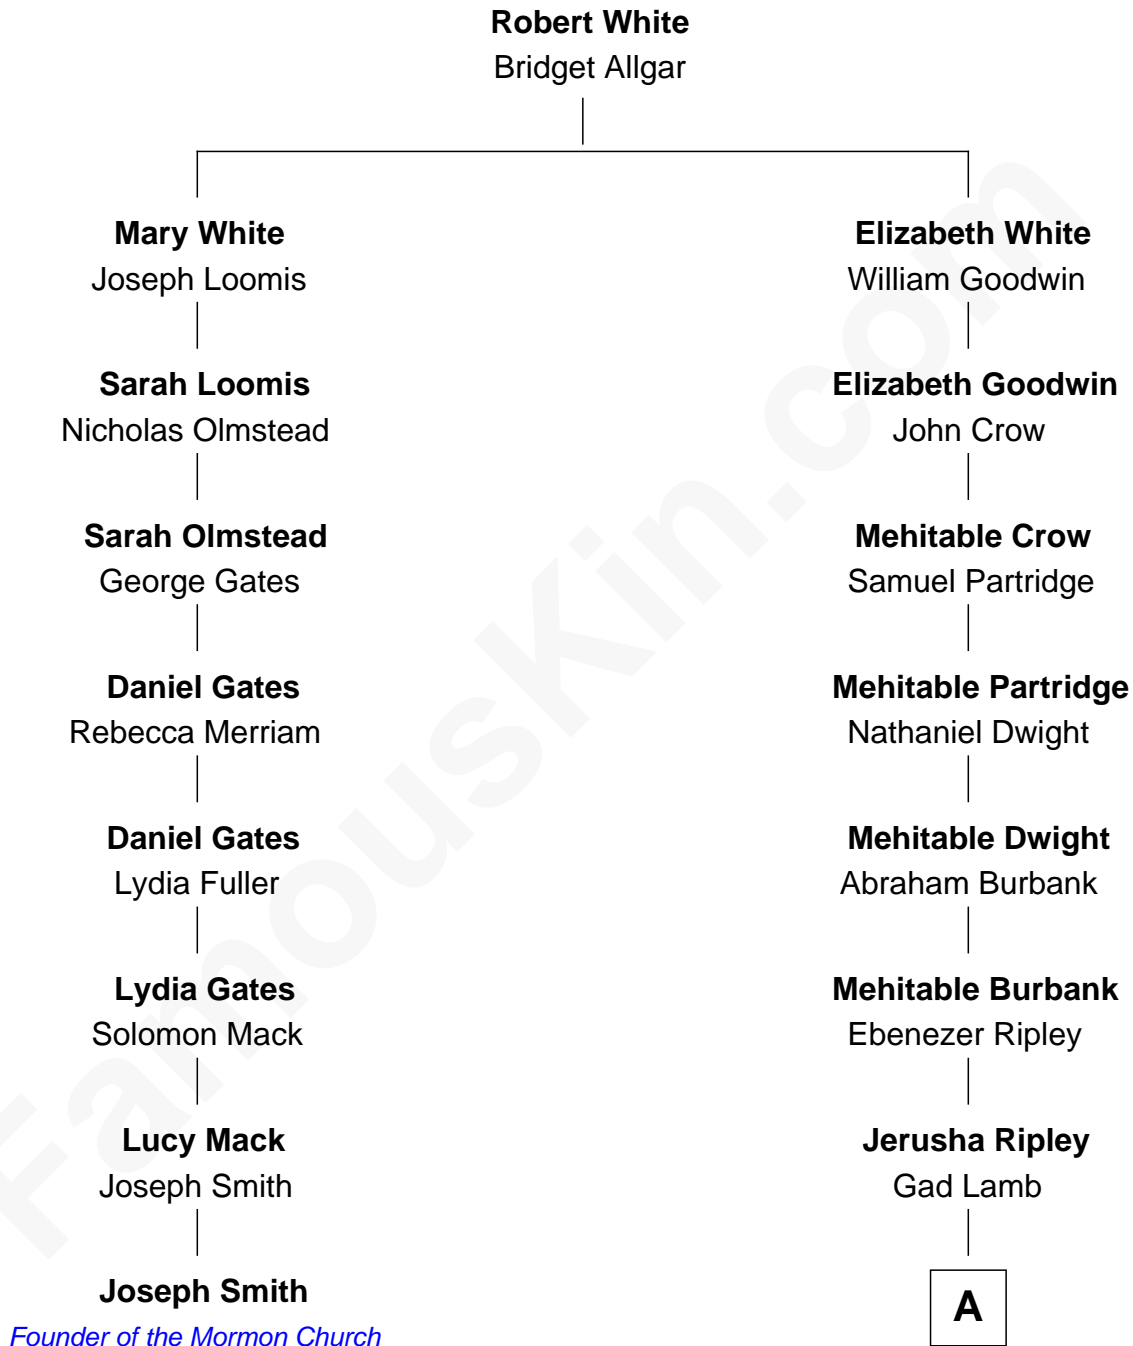 Robert White
Bridget Allgar
Mary White
Joseph Loomis
Sarah Loomis
Nicholas Olmstead
Sarah Olmstead
George Gates
Daniel Gates
Rebecca Merriam
Daniel Gates
Lydia Fuller
Lydia Gates
Solomon Mack
Lucy Mack
Joseph Smith
Joseph Smith
Founder of the Mormon Church
Elizabeth White
William Goodwin
Elizabeth Goodwin
John Crow
Mehitable Crow
Samuel Partridge
Mehitable Partridge
Nathaniel Dwight
Mehitable Dwight
Abraham Burbank
Mehitable Burbank
Ebenezer Ripley
Jerusha Ripley
Gad Lamb
A
FamousKin.com